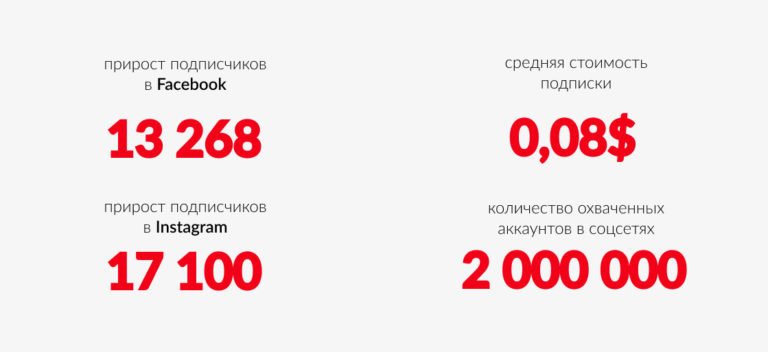 прирост подписчиков
в Facebook
13 268
средняя стоимость
подписки
0,08$
прирост подписчиков
в Instagram
17 100
количество охваченных
аккаунтов в соцсетях
2 000 000